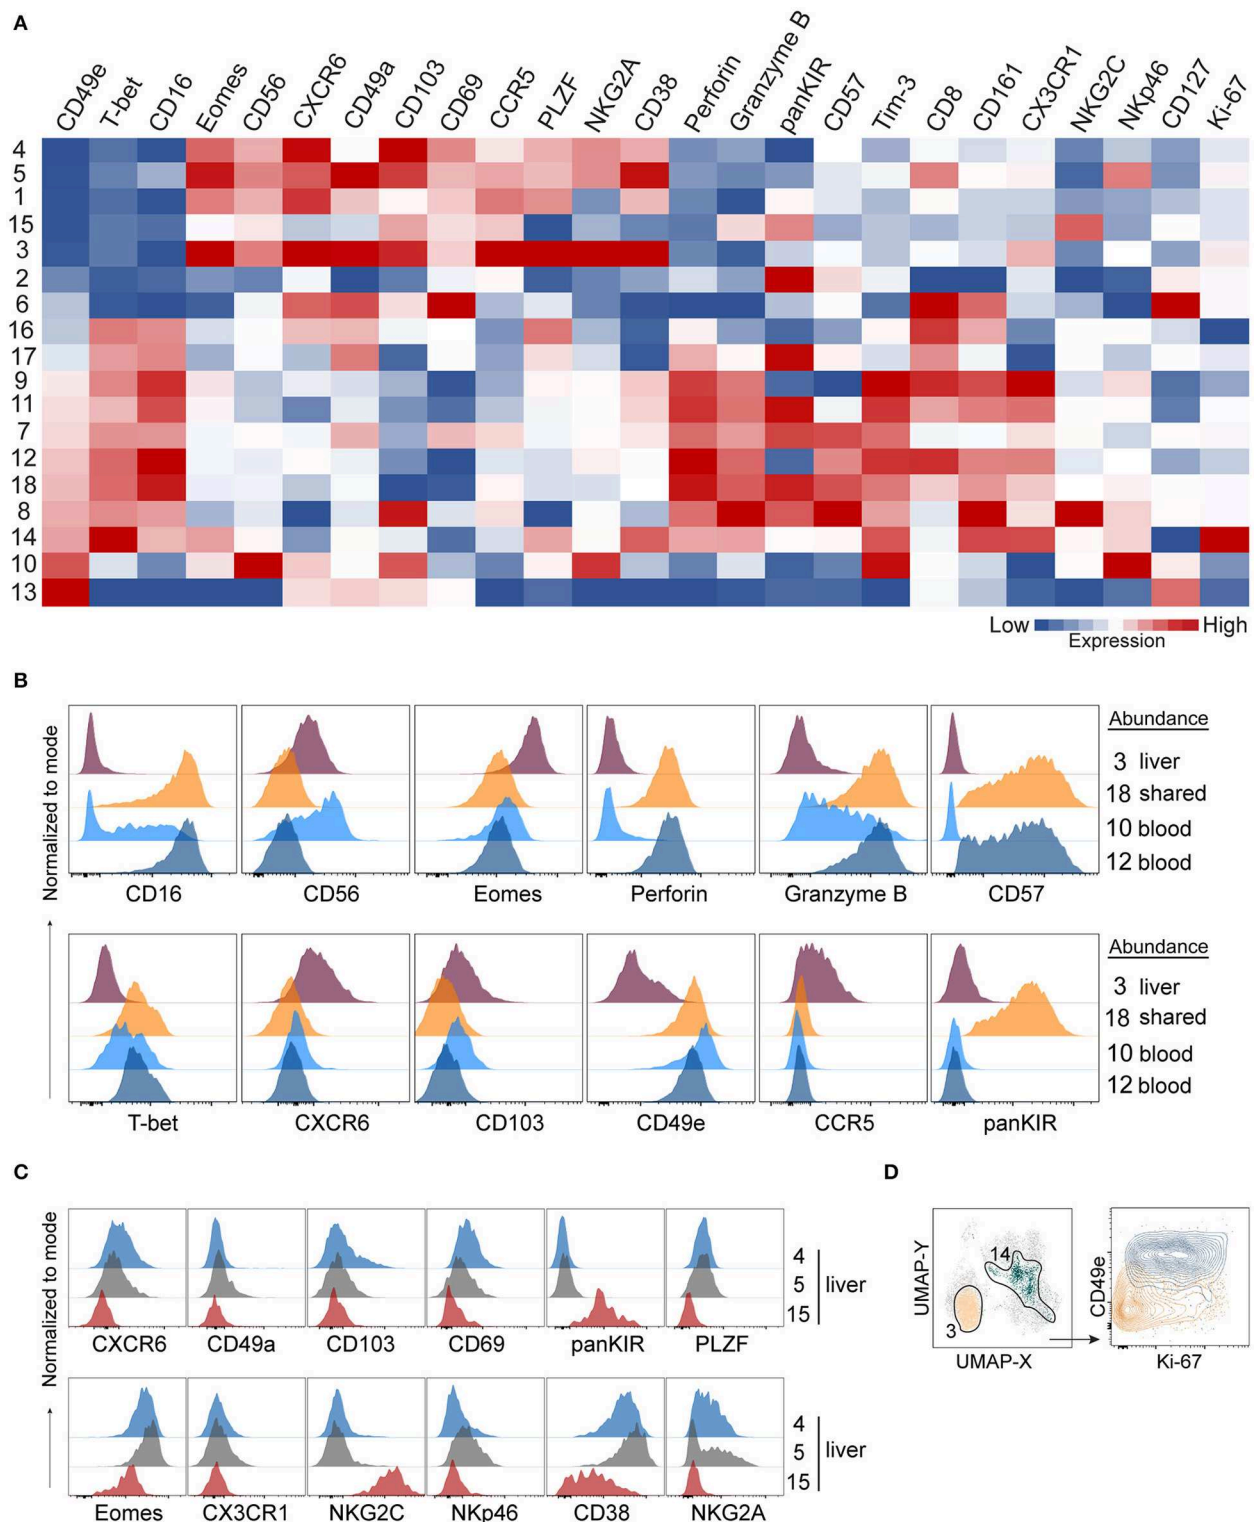 A
CD49e T-bet CD16 Eomes CD56 CXCR6 CD49a CD103 CD69 CCR5 PLZF NKG2A CD38 Perforin Granzyme B panKIR CD57 Tim-3 CD8 CD161 CX3CR1 NKG2C NKp46 CD127 Ki-67
4
5
1
15
3
2
6
16
17
9
11
7
12
18
8
14
10
13
Low High
Expression
B
Normalized to mode
Abundance
3 liver
18 shared
10 blood
12 blood
CD16 CD56 Eomes Perforin Granzyme B CD57
Abundance
3 liver
18 shared
10 blood
12 blood
T-bet CXCR6 CD103 CD49e CCR5 panKIR
C
Normalized to mode
4
5 liver
15
CXCR6 CD49a CD103 CD69 panKIR PLZF
4
5 liver
15
Eomes CX3CR1 NKG2C NKp46 CD38 NKG2A
D
UMAP-Y
14
3
UMAP-X
CD49e
Ki-67